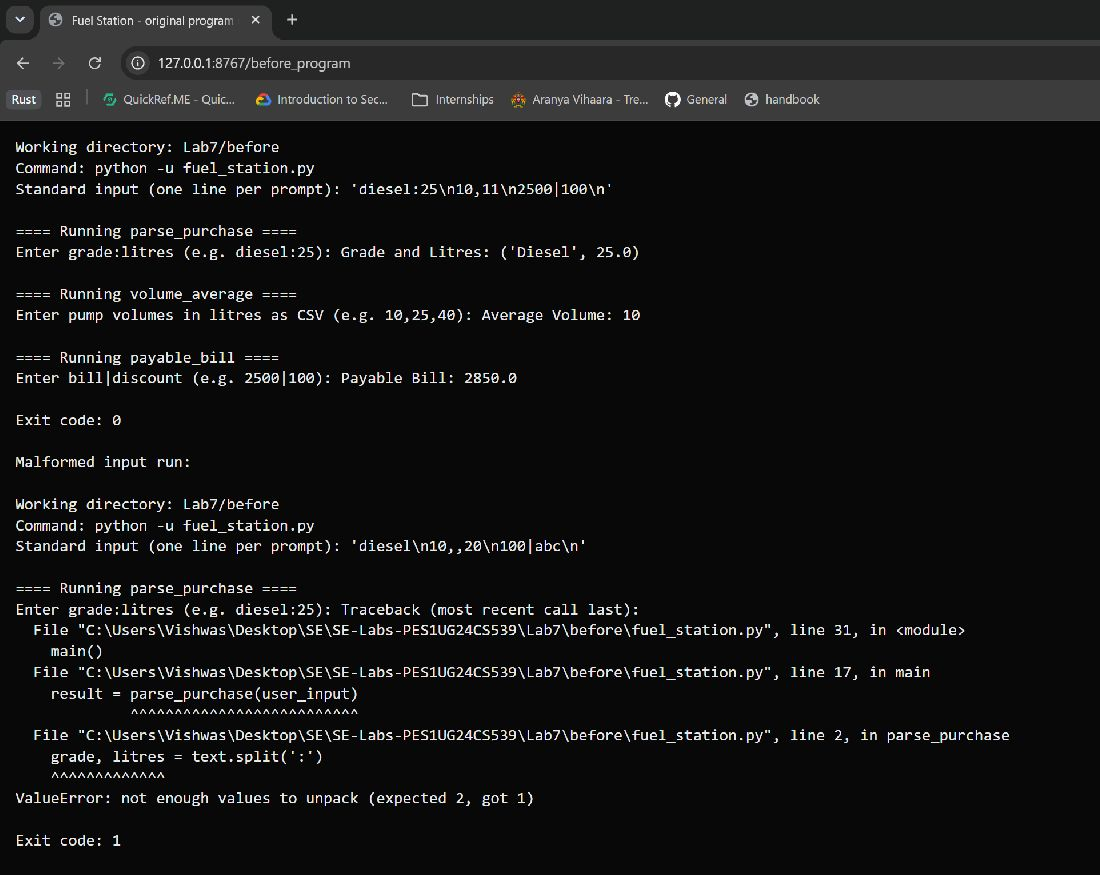 Fuel Station - original program
127.0.0.1:8767/before_program
Rust
QuickRef.ME - Quic...
Introduction to Sec...
Internships
Aranya Vihaara - Tre...
General
handbook
Working directory: Lab7/before
Command: python -u fuel_station.py
Standard input (one line per prompt): 'diesel:25\n10,11\n2500|100\n'
==== Running parse_purchase ====
Enter grade:litres (e.g. diesel:25): Grade and Litres: ('Diesel', 25.0)
==== Running volume_average ====
Enter pump volumes in litres as CSV (e.g. 10,25,40): Average Volume: 10
==== Running payable_bill ====
Enter bill|discount (e.g. 2500|100): Payable Bill: 2850.0
Exit code: 0
Malformed input run:
Working directory: Lab7/before
Command: python -u fuel_station.py
Standard input (one line per prompt): 'diesel\n10,,20\n100|abc\n'
==== Running parse_purchase ====
Enter grade:litres (e.g. diesel:25): Traceback (most recent call last):
  File "C:\Users\Vishwas\Desktop\SE\SE-Labs-PES1UG24CS539\Lab7\before\fuel_station.py", line 31, in <module>
    main()
  File "C:\Users\Vishwas\Desktop\SE\SE-Labs-PES1UG24CS539\Lab7\before\fuel_station.py", line 17, in main
    result = parse_purchase(user_input)
             ^^^^^^^^^^^^^^^^^^^^^^^^^^
  File "C:\Users\Vishwas\Desktop\SE\SE-Labs-PES1UG24CS539\Lab7\before\fuel_station.py", line 2, in parse_purchase
    grade, litres = text.split(':')
    ^^^^^^^^^^^^^
ValueError: not enough values to unpack (expected 2, got 1)
Exit code: 1